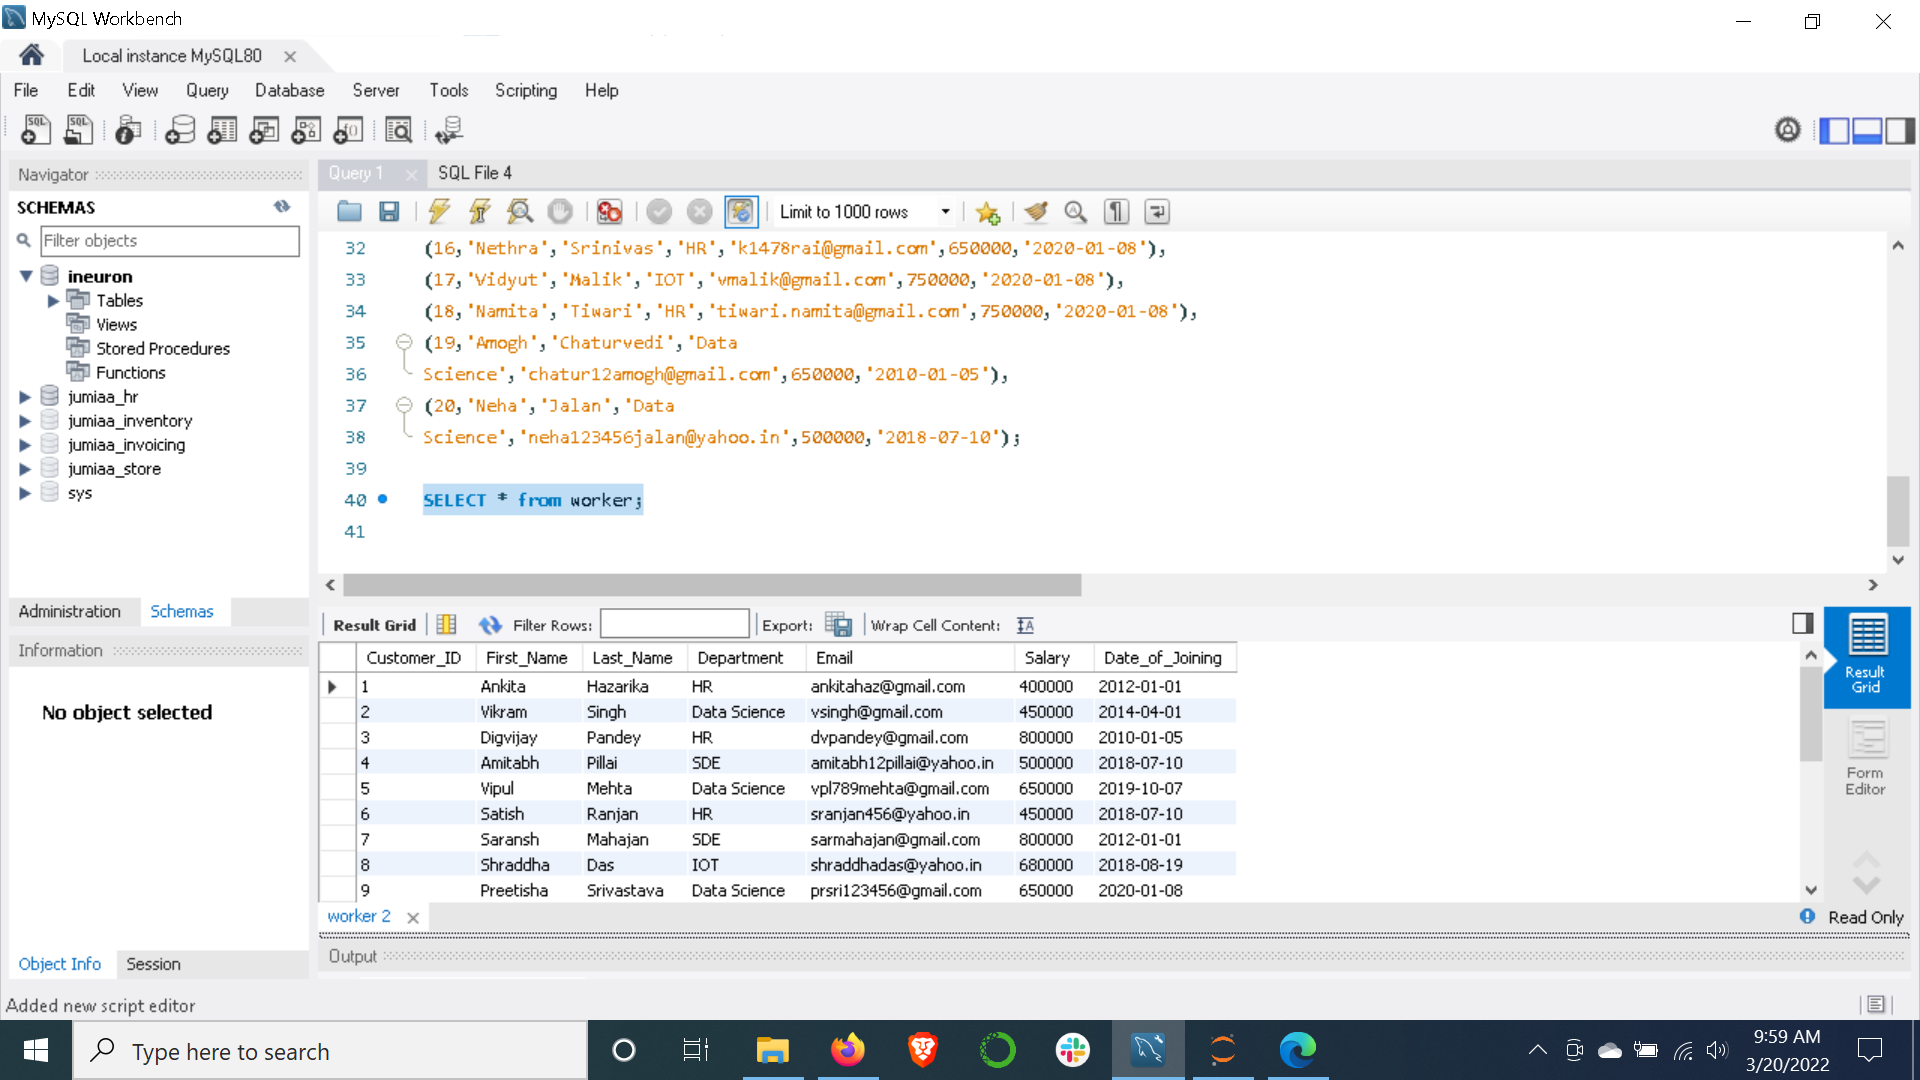 MySQL Workbench
Local instance MySQL80
File Edit View Query Database Server Tools Scripting Help
Navigator
SCHEMAS
Filter objects
ineuron
Tables
Views
Stored Procedures
Functions
jumiaa_hr
jumiaa_inventory
jumiaa_invoicing
jumiaa_store
sys
Administration Schemas
Information
No object selected
Object Info Session
Query 1 SQL File 4
Limit to 1000 rows
32 (16,'Nethra','Srinivas','HR','k1478rai@gmail.com',650000,'2020-01-08'),
33 (17,'Vidyut','Malik','IOT','vmalik@gmail.com',750000,'2020-01-08'),
34 (18,'Namita','Tiwari','HR','tiwari.namita@gmail.com',750000,'2020-01-08'),
35 (19,'Amogh','Chaturvedi','Data
36 Science','chatur12amogh@gmail.com',650000,'2010-01-05'),
37 (20,'Neha','Jalan','Data
38 Science','neha123456jalan@yahoo.in',500000,'2018-07-10');
39
40 SELECT * from worker;
41
Result Grid Filter Rows: Export: Wrap Cell Content:
Customer_ID First_Name Last_Name Department Email Salary Date_of_Joining
1 Ankita Hazarika HR ankitahaz@gmail.com 400000 2012-01-01
2 Vikram Singh Data Science vsingh@gmail.com 450000 2014-04-01
3 Digvijay Pandey HR dvpandey@gmail.com 800000 2010-01-05
4 Amitabh Pillai SDE amitabh12pillai@yahoo.in 500000 2018-07-10
5 Vipul Mehta Data Science vpl789mehta@gmail.com 650000 2019-10-07
6 Satish Ranjan HR sranjan456@yahoo.in 450000 2018-07-10
7 Saransh Mahajan SDE sarmahajan@gmail.com 800000 2012-01-01
8 Shraddha Das IOT shraddhadas@yahoo.in 680000 2018-08-19
9 Preetisha Srivastava Data Science prsri123456@gmail.com 650000 2020-01-08
Result
Grid
Form
Editor
worker 2
Read Only
Output
Added new script editor
Type here to search
9:59 AM
3/20/2022